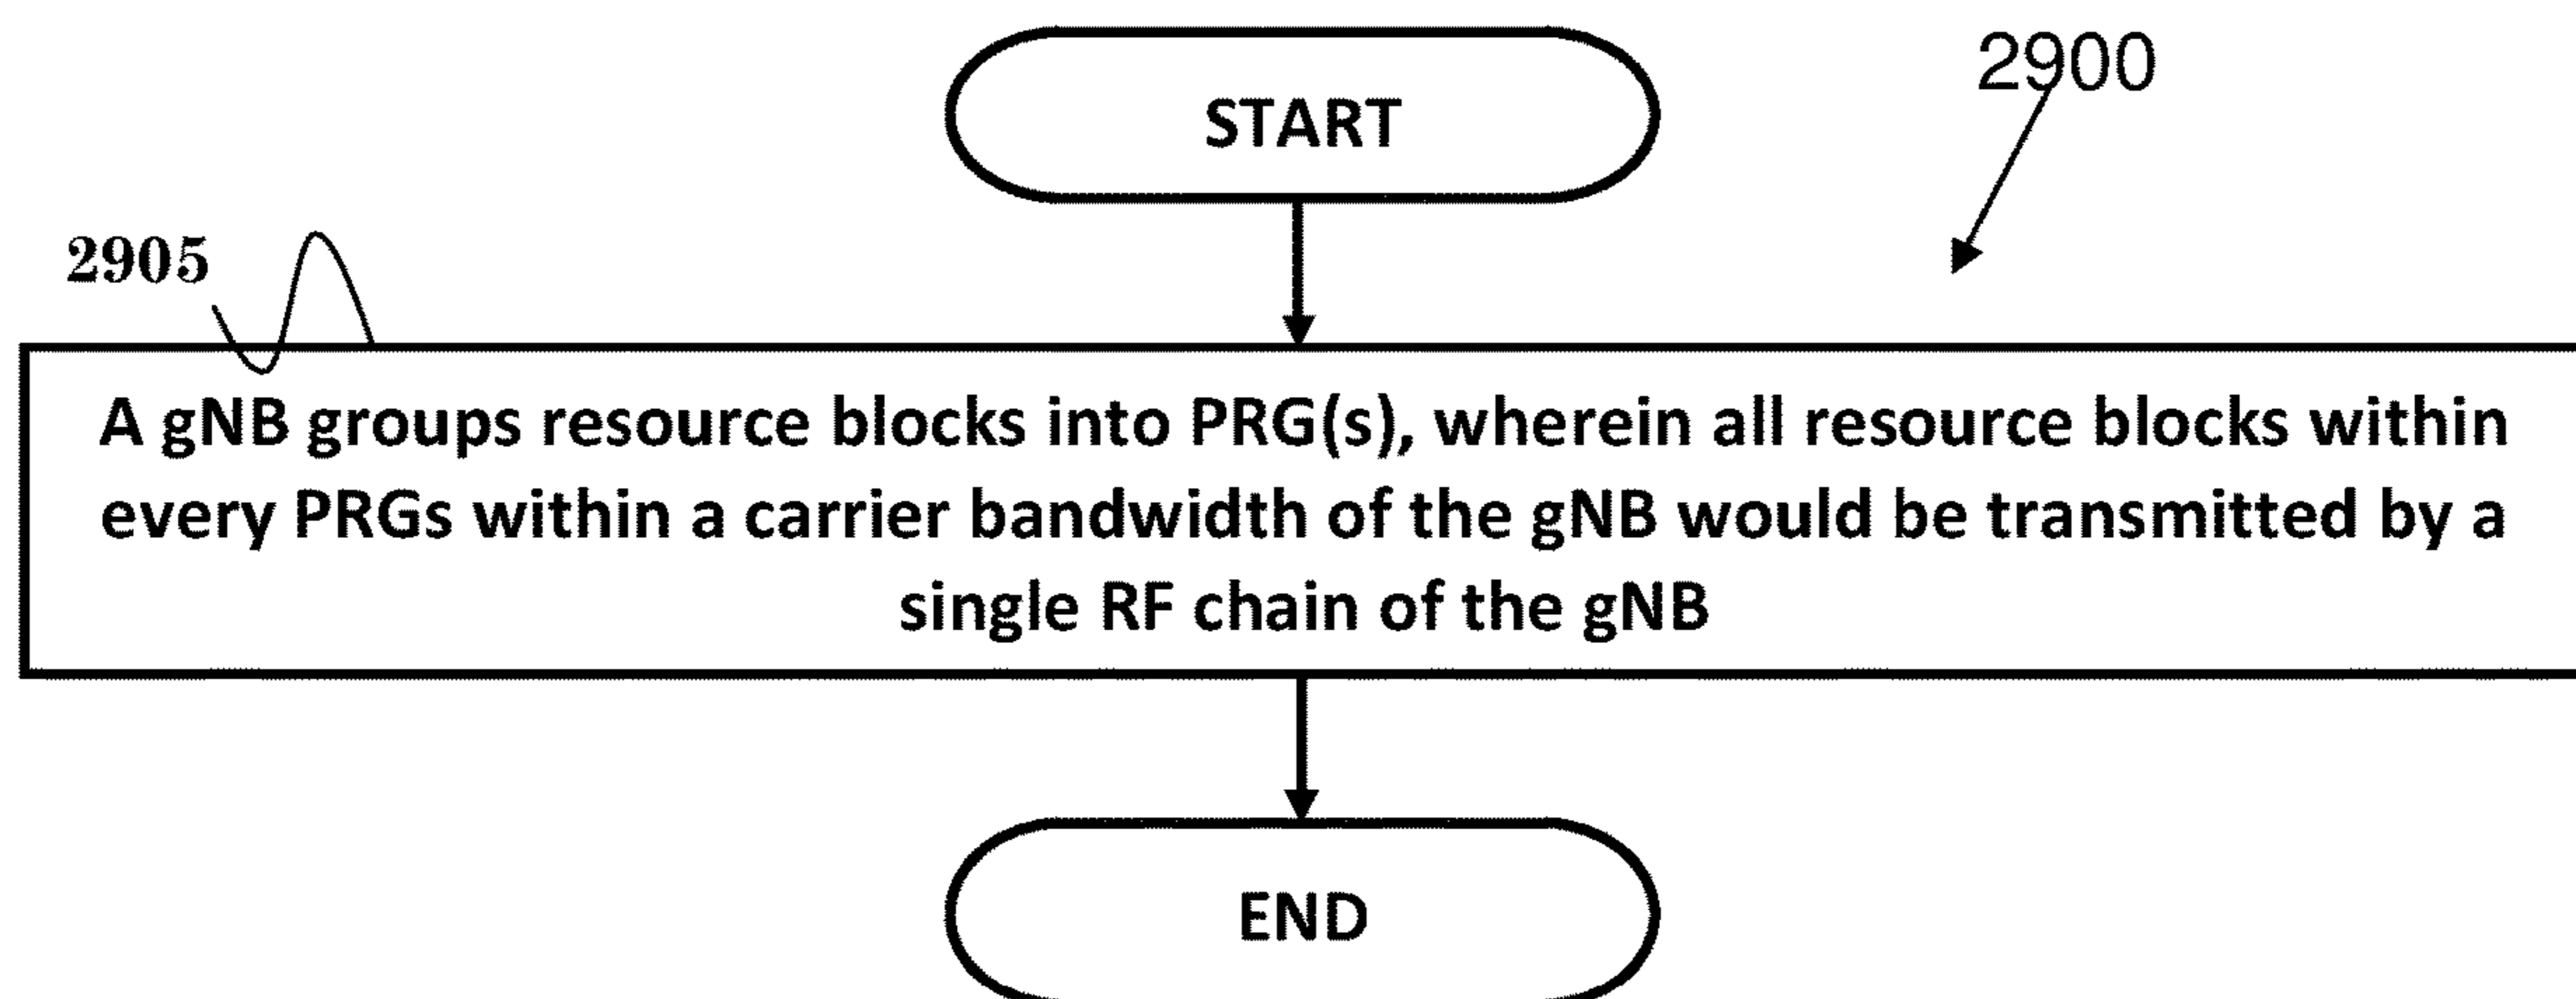 START
2900
2905
A gNB groups resource blocks into PRG(s), wherein all resource blocks within
every PRGs within a carrier bandwidth of the gNB would be transmitted by a
single RF chain of the gNB
END